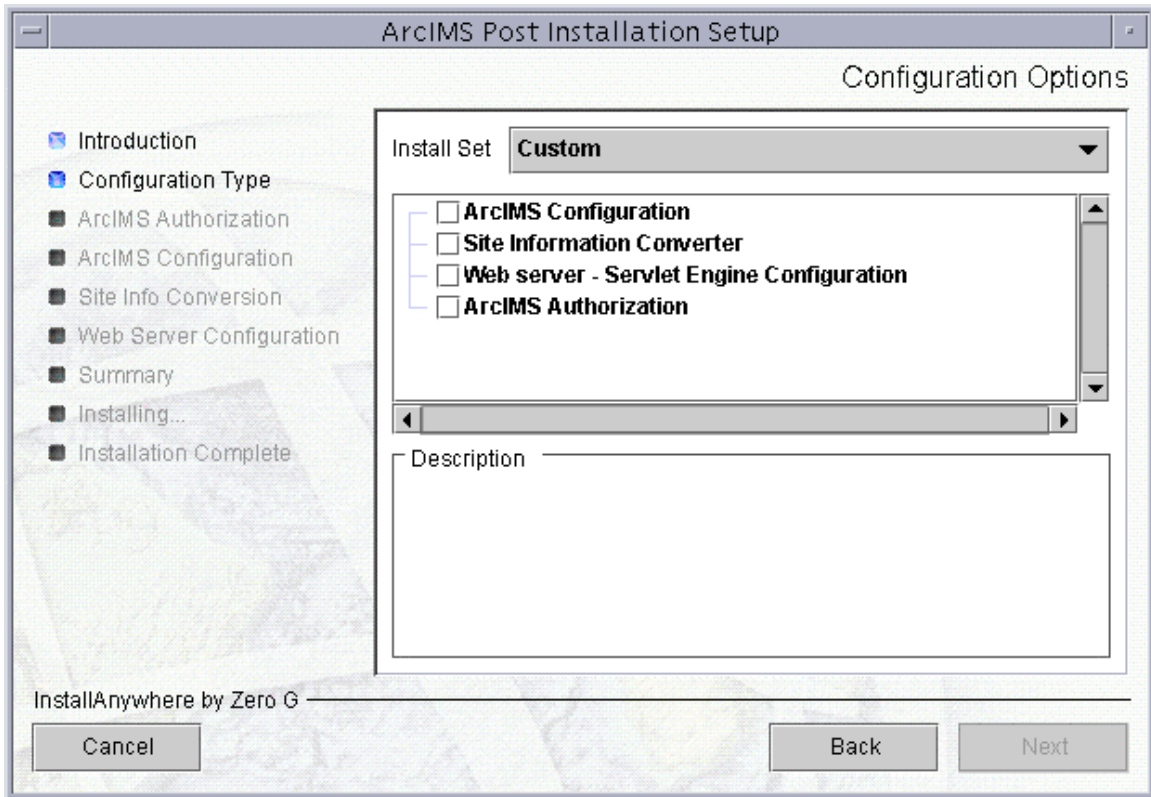 ArcIMS Post Installation Setup
Configuration Options
Introduction
Configuration Type
ArcIMS Authorization
ArcIMS Configuration
Site Info Conversion
Web Server Configuration
Summary
Installing...
Installation Complete
Install Set
Custom
ArcIMS Configuration
Site Information Converter
Web server - Servlet Engine Configuration
ArcIMS Authorization
Description
InstallAnywhere by Zero G
Cancel
Back
Next